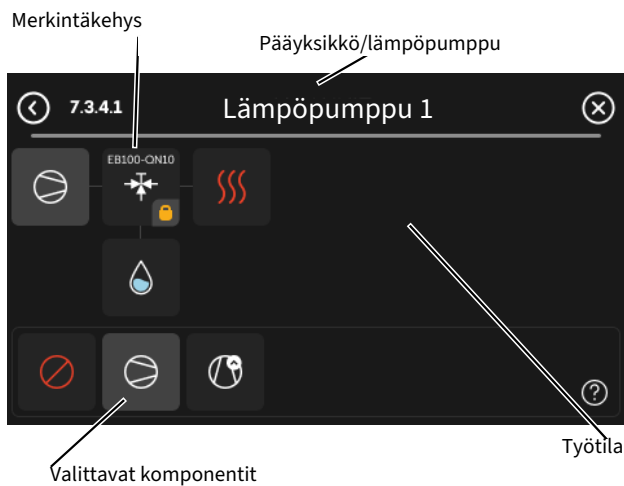 Merkintäkehys
Pääyksikkö/lämpöpumppu
7.3.4.1 Lämpöpumppu 1
EB100-QN10
?
Työtila
Valittavat komponentit